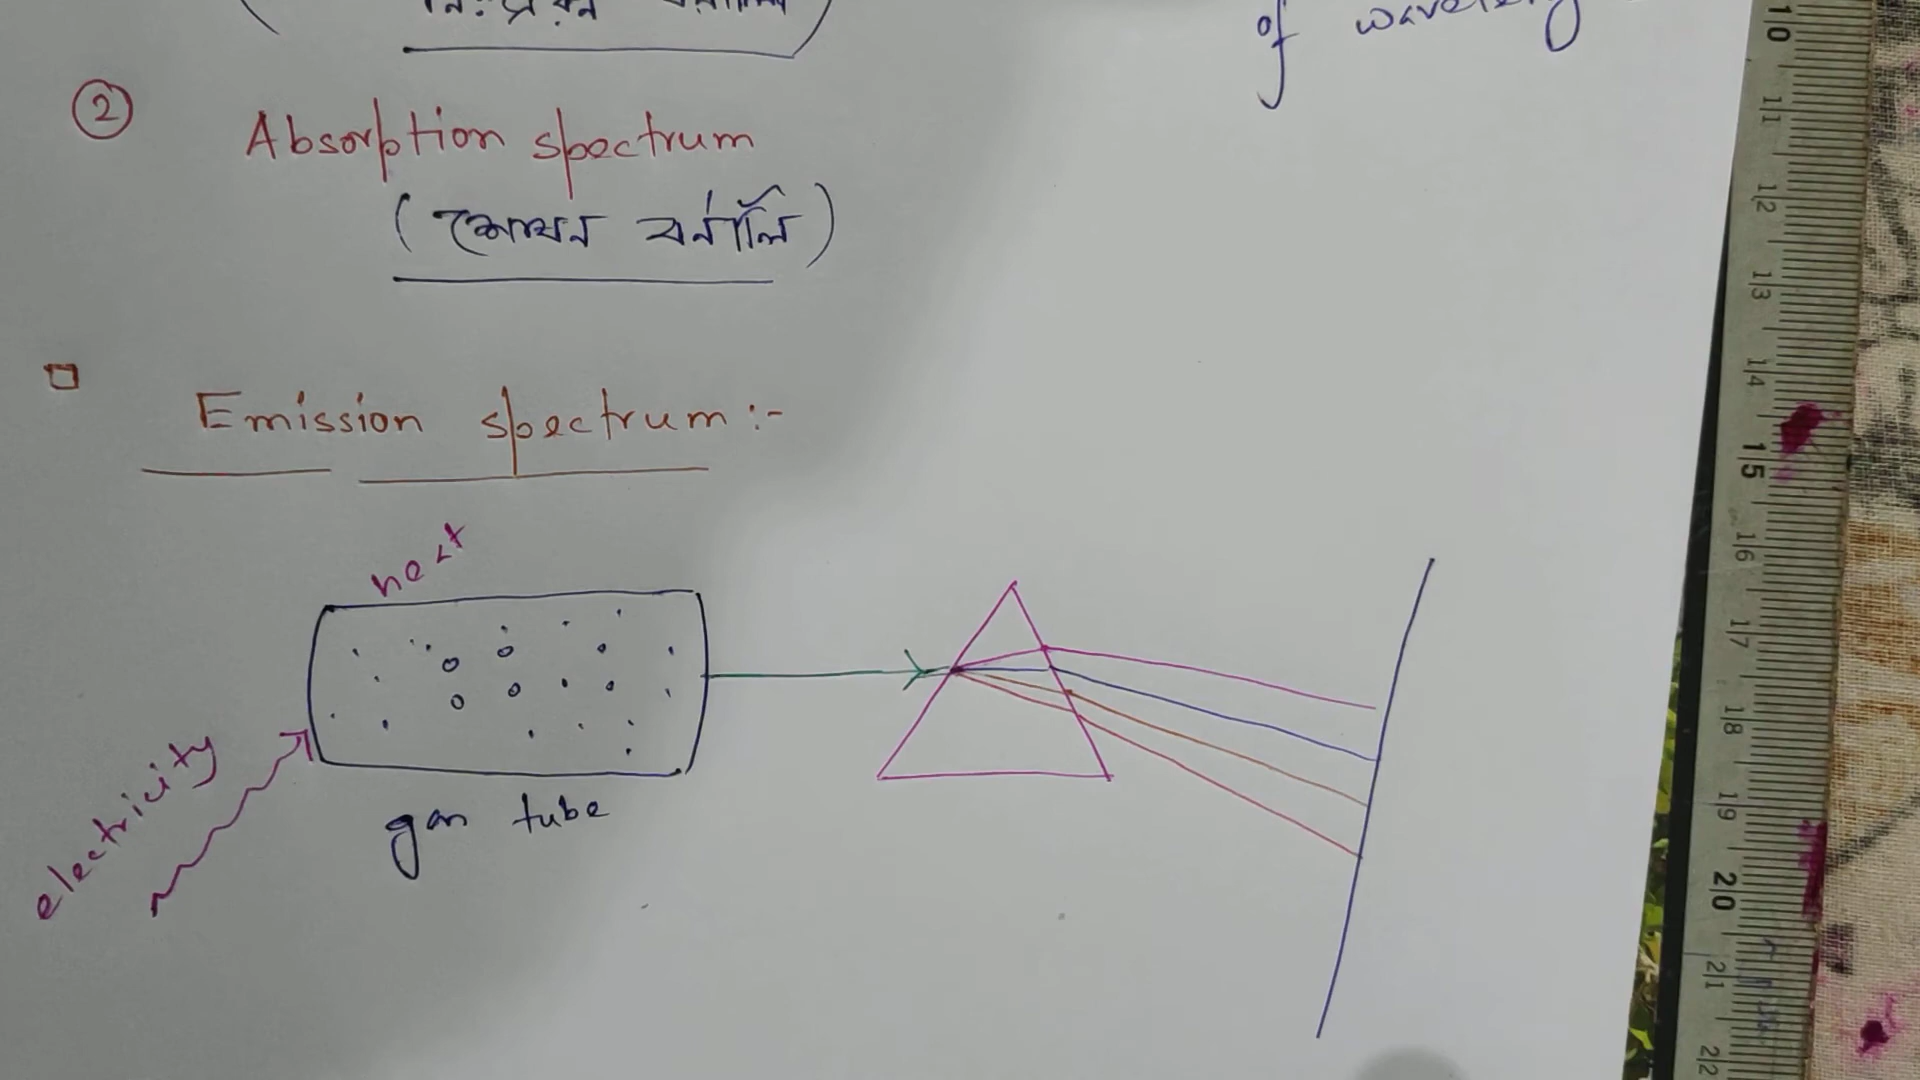 of
② Absorption spectrum
(শোষন বর্নালি)
Emission spectrum :-
heat
electricity
gas tube
10
11
12
13
14
15
16
17
18
19
20
21
22